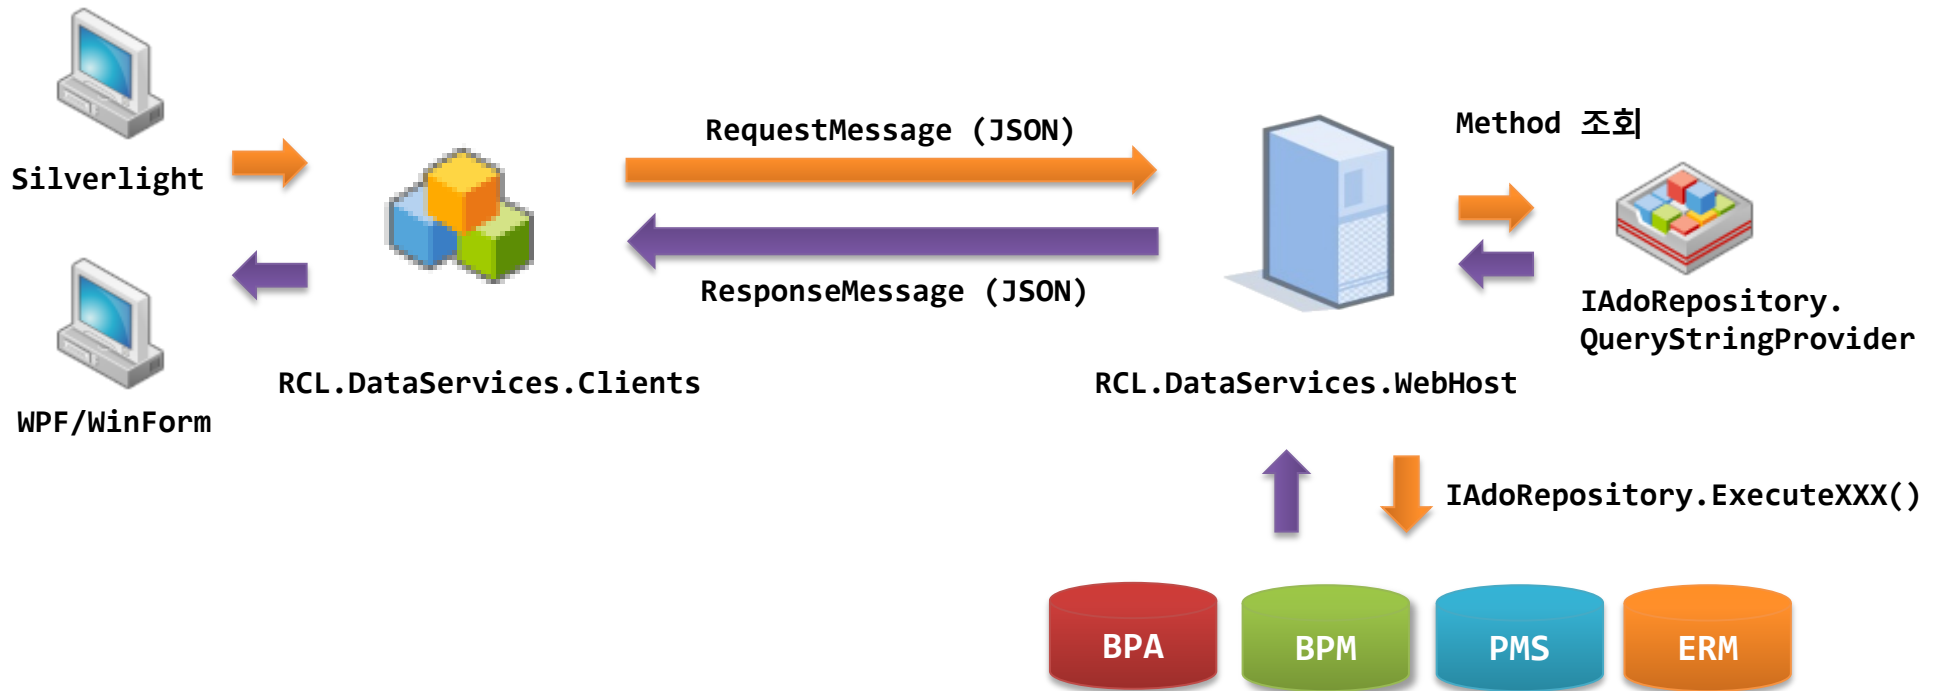 Silverlight
WPF/WinForm
RCL.DataServices.Clients
RequestMessage (JSON)
ResponseMessage (JSON)
RCL.DataServices.WebHost
Method 조회
IAdoRepository.
QueryStringProvider
IAdoRepository.ExecuteXXX()
BPA
BPM
PMS
ERM